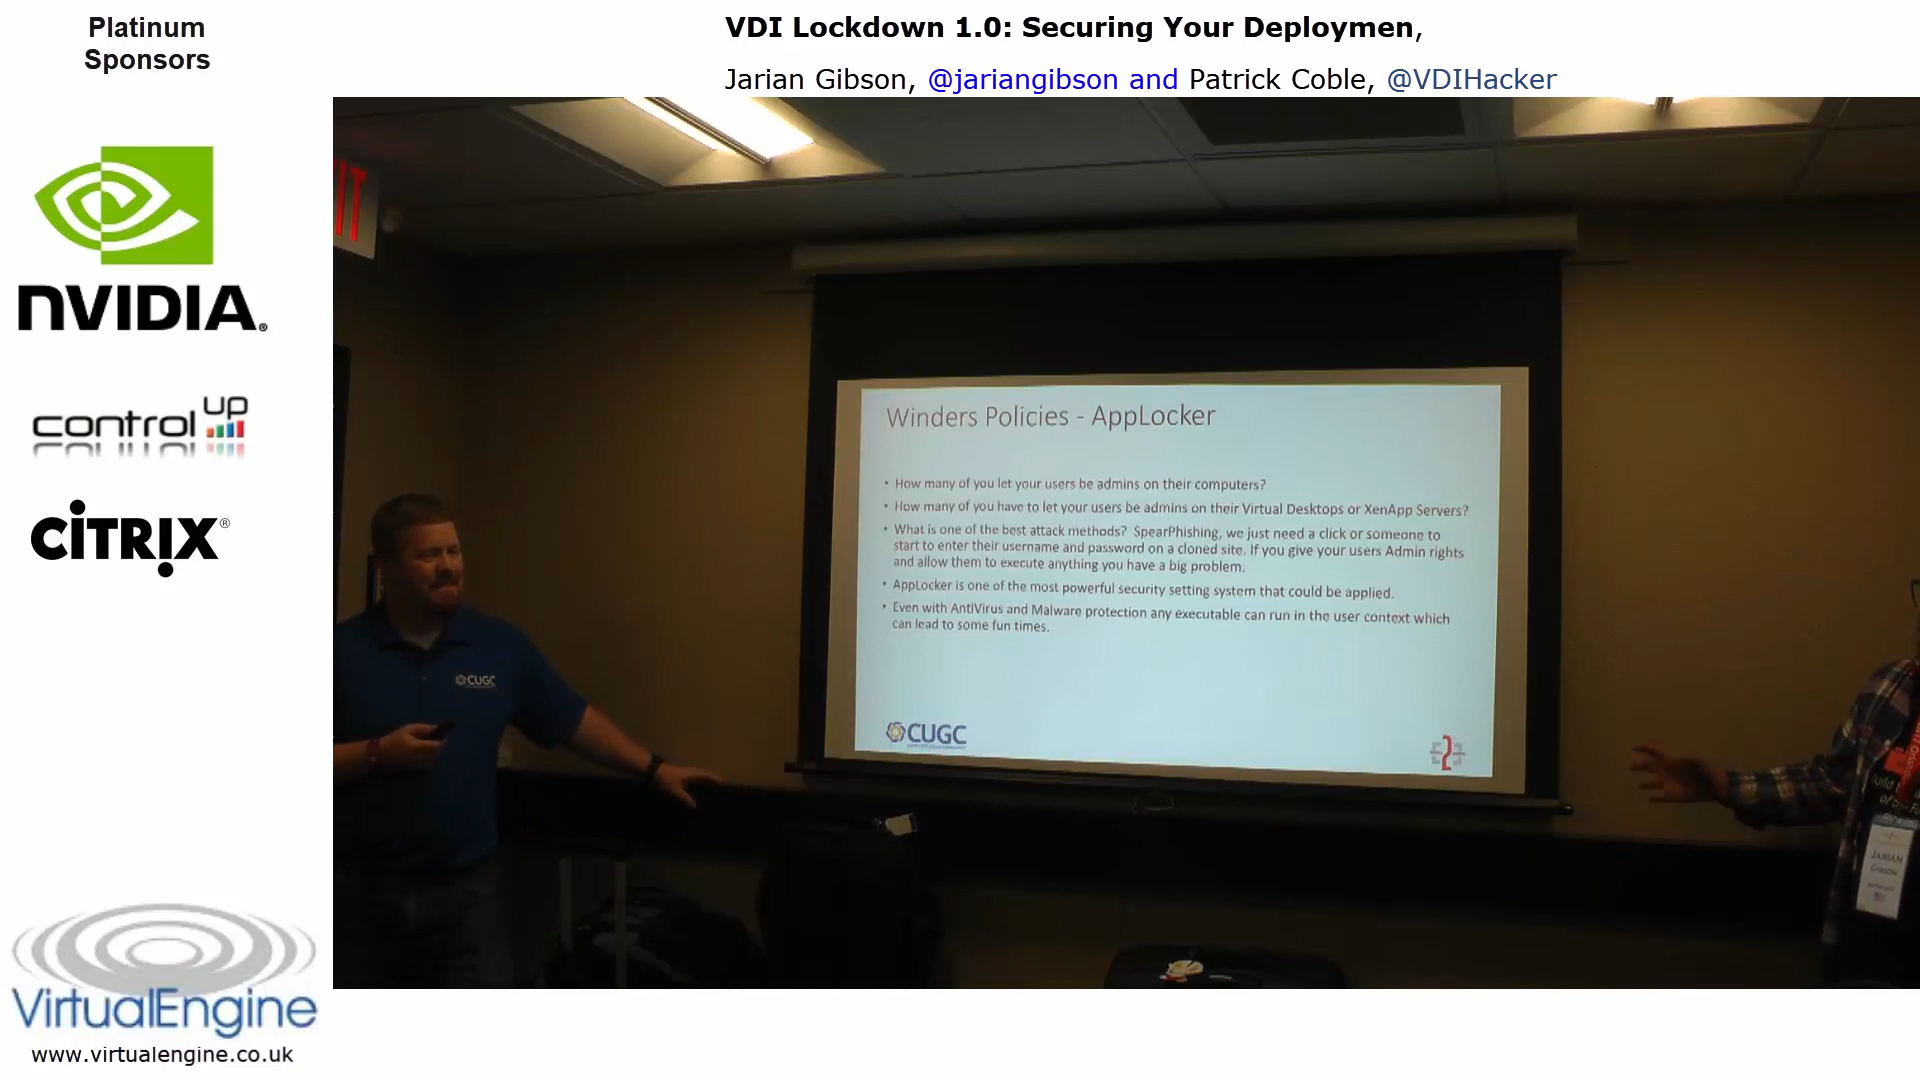 Platinum
Sponsors
VDI Lockdown 1.0: Securing Your Deploymen,
Jarian Gibson, @jariangibson and Patrick Coble, @VDIHacker
nVIDIA®
control UP
CİTRIX®
VirtualEngine
www.virtualengine.co.uk
IT
Winders Policies - AppLocker
• How many of you let your users be admins on their computers?
• How many of you have to let your users be admins on their Virtual Desktops or XenApp Servers?
• What is one of the best attack methods? SpearPhishing, we just need a click or someone to
start to enter their username and password on a cloned site. If you give your users Admin rights
and allow them to execute anything you have a big problem.
• AppLocker is one of the most powerful security setting system that could be applied.
• Even with AntiVirus and Malware protection any executable can run in the user context which
can lead to some fun times.
CUGC
CUGC
JARIAN
GIBSON